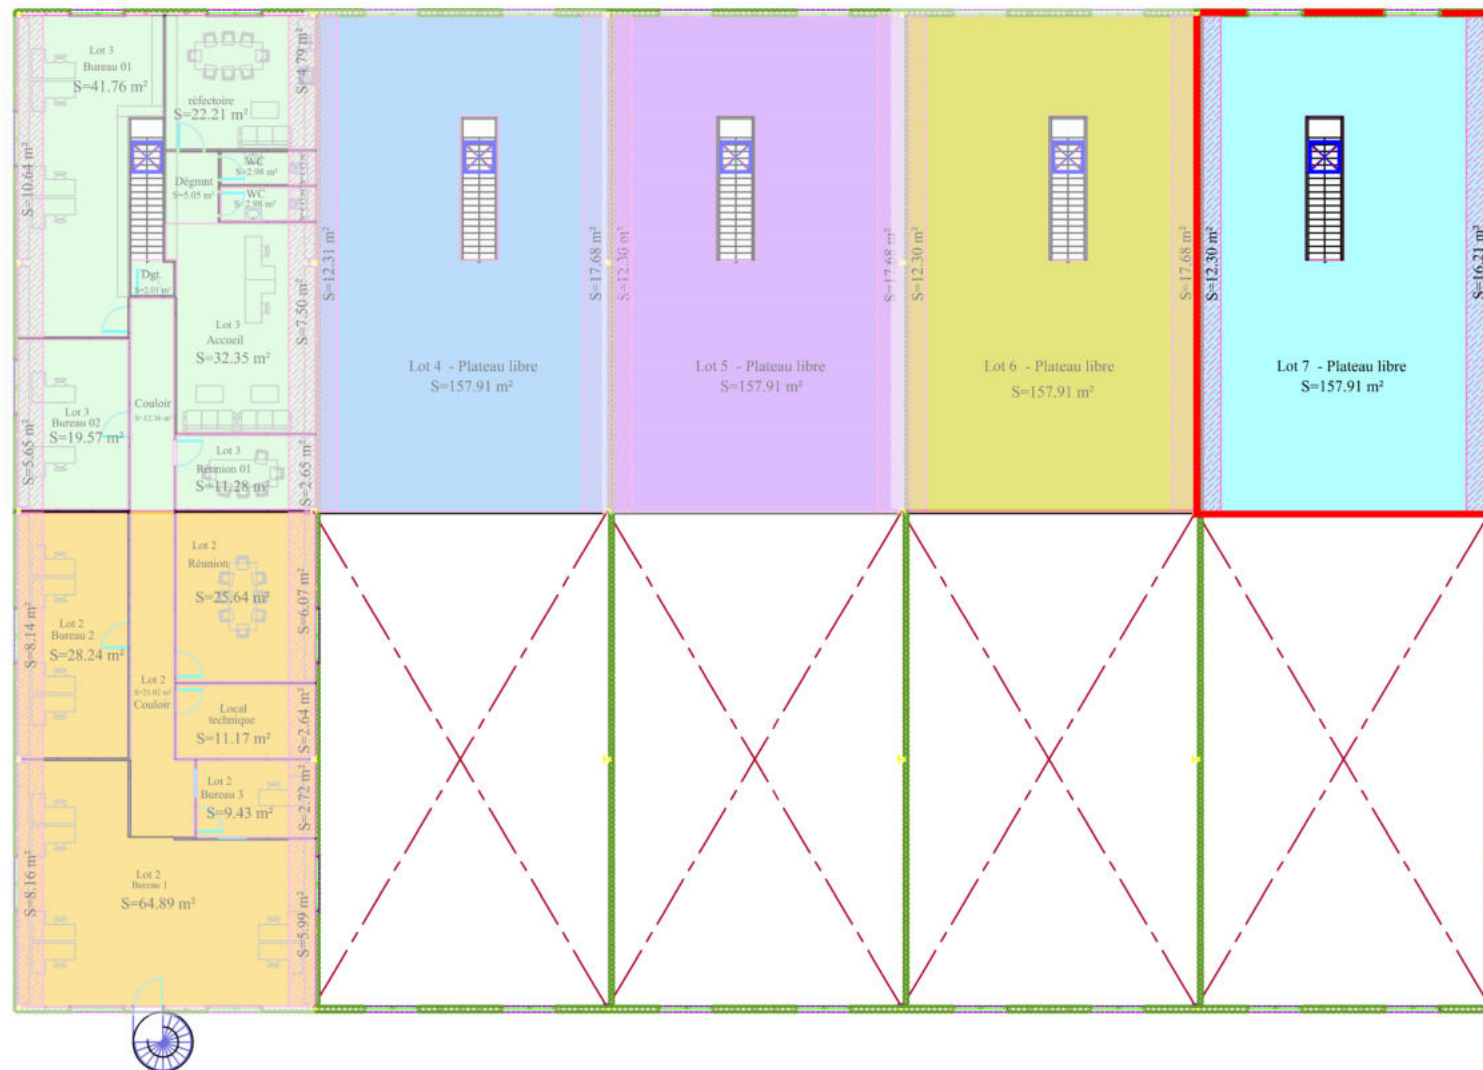 Lot 3
Bureau 01
S=41.76 m²
S=10.64 m²
réfectoire
S=22.21 m²
S=4.79 m²
WC
S=2.98 m²
Dégmnt
S=5.05 m²
WC
S=2.98 m²
Dgt.
S=2.01 m²
Lot 3
Accueil
S=32.35 m²
S=7.50 m²
Couloir
S=12.36 m²
Lot 3
Bureau 02
S=19.57 m²
S=5.65 m²
Lot 3
Réunion 01
S=11.28 m²
S=2.65 m²
S=12.31 m²
Lot 4 - Plateau libre
S=157.91 m²
S=17.68 m²
S=12.30 m²
Lot 5 - Plateau libre
S=157.91 m²
S=17.68 m²
S=12.30 m²
Lot 6 - Plateau libre
S=157.91 m²
S=17.68 m²
S=12.30 m²
Lot 7 - Plateau libre
S=157.91 m²
S=16.21 m²
Lot 2
Réunion
S=25.64 m²
S=6.07 m²
S=8.14 m²
Lot 2
Bureau 2
S=28.24 m²
Lot 2
S=21.02 m²
Couloir
Local
technique
S=11.17 m²
S=2.64 m²
Lot 2
Bureau 3
S=9.43 m²
S=2.72 m²
S=8.16 m²
Lot 2
Bureau 1
S=64.89 m²
S=5.99 m²